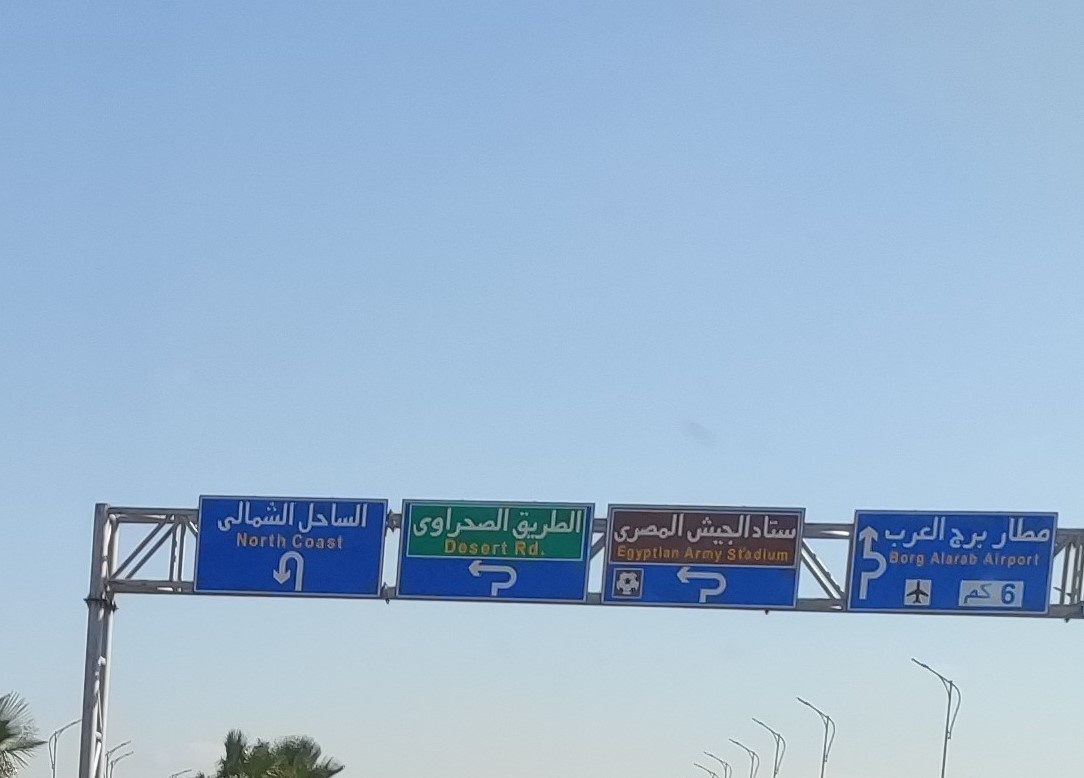 الساحل الشمالى
North Coast
الطريق الصحراوى
Desert Rd.
ستاد الجيش المصرى
Egyptian Army Stadium
مطار برج العرب
Borg Alarab Airport
6 كم